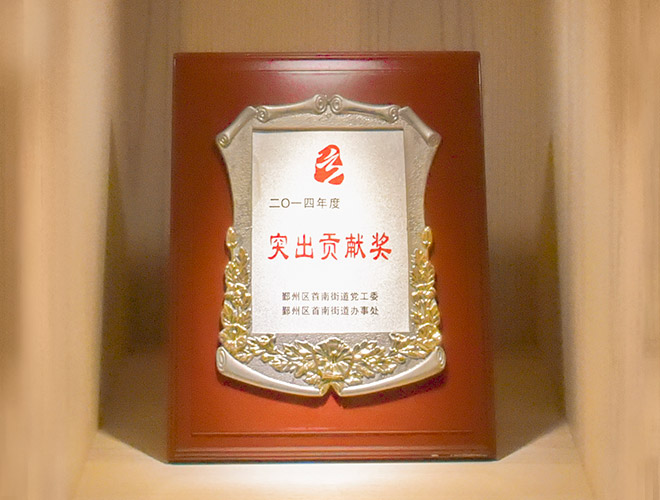 二〇一四年度
突出贡献奖
鄞州区首南街道党工委
鄞州区首南街道办事处